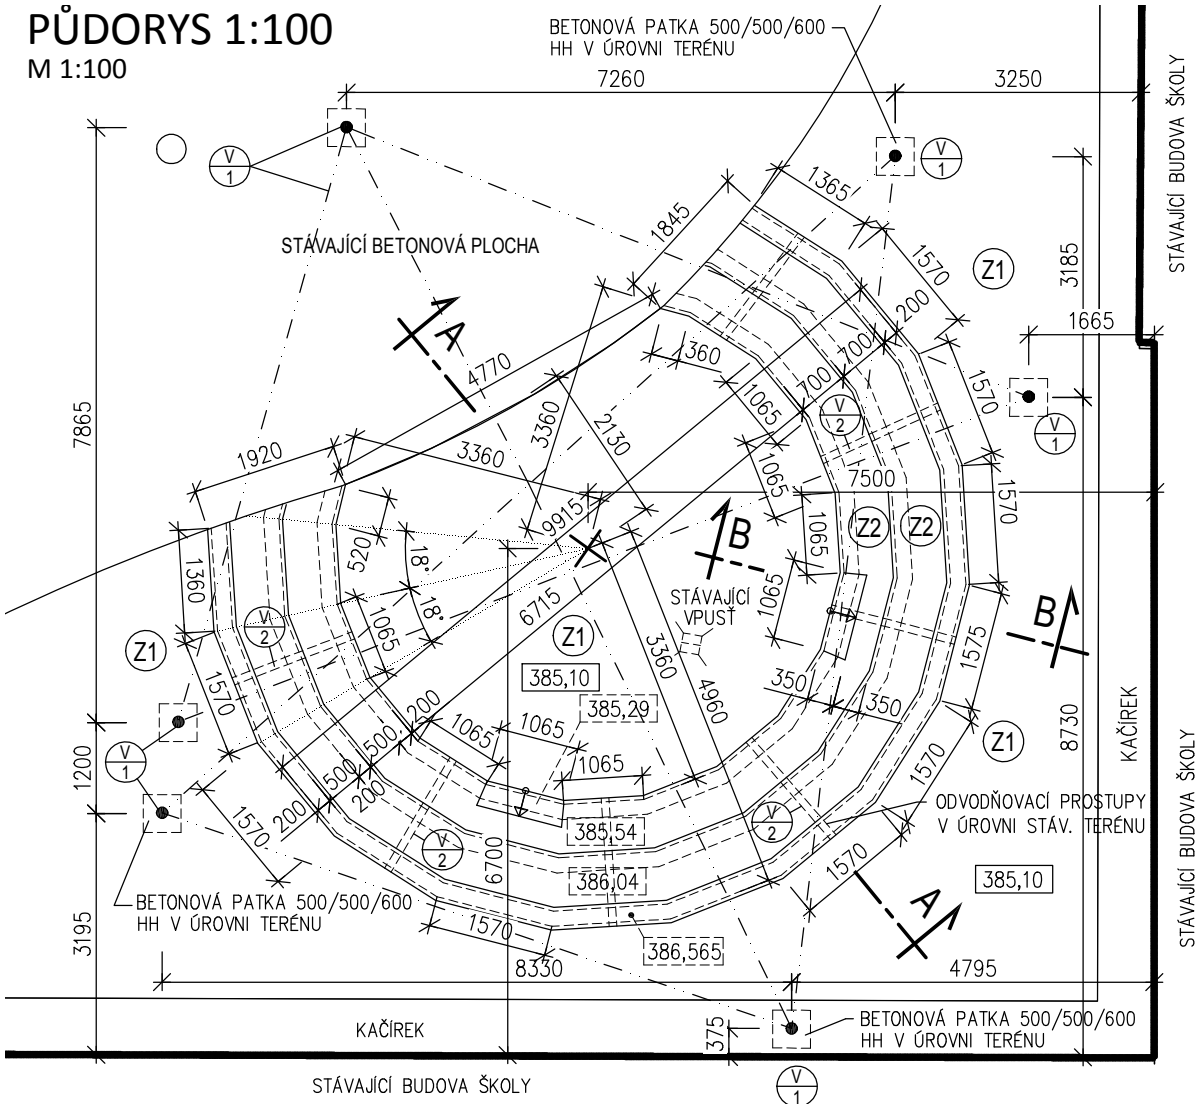 PŮDORYS 1:100
M 1:100
BETONOVÁ PATKA 500/500/600
HH V ÚROVNI TERÉNU
7260
3250
STÁVAJÍCÍ BUDOVA ŠKOLY
V
1
V
1
1365
1845
STÁVAJÍCÍ BETONOVÁ PLOCHA
1570
Z1
3185
200
1665
A
4770
360
700
700
1570
7865
1065
3360
2130
V
2
V
1
1920
3360
1065
7500
1570
9915
B
1065
Z2
Z2
520
18°
1360
18°
6715
STÁVAJÍCÍ
VPUSŤ
1065
B
V
2
1065
Z1
Z1
3360
385,10
1575
1570
350
350
4960
385,29
200
1065
1065
KAČÍREK
8730
Z1
V
1
1200
500
500
1065
1570
STÁVAJÍCÍ BUDOVA ŠKOLY
200
200
1570
ODVODŇOVACÍ PROSTUPY
V ÚROVNI STÁV. TERÉNU
385,54
V
2
V
2
6700
1570
386,04
385,10
BETONOVÁ PATKA 500/500/600
HH V ÚROVNI TERÉNU
A
3195
1570
386,565
8330
4795
KAČÍREK
375
BETONOVÁ PATKA 500/500/600
HH V ÚROVNI TERÉNU
STÁVAJÍCÍ BUDOVA ŠKOLY
V
1